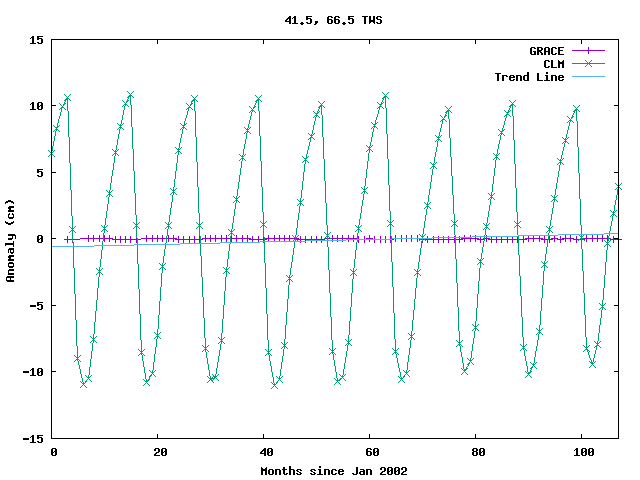 41.5, 66.5 TWS
GRACE
CLM
Trend Line
15
10
5
0
-5
-10
-15
Anomaly (cm)
0 20 40 60 80 100
Months since Jan 2002